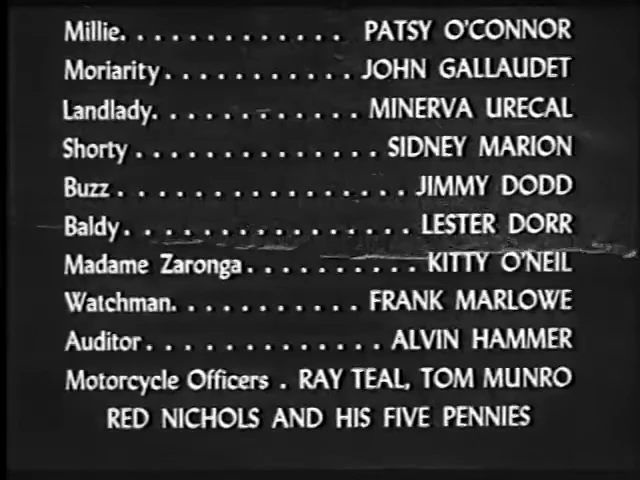 Millie. . . . . . . . . . . . . PATSY O'CONNOR
Moriarity . . . . . . . . . . . JOHN GALLAUDET
Landlady. . . . . . . . . . . . MINERVA URECAL
Shorty . . . . . . . . . . . . . SIDNEY MARION
Buzz . . . . . . . . . . . . . . . . JIMMY DODD
Baldy . . . . . . . . . . . . . . . . LESTER DORR
Madame Zaronga . . . . . . . . . . KITTY O'NEIL
Watchman. . . . . . . . . . . FRANK MARLOWE
Auditor . . . . . . . . . . . . . ALVIN HAMMER
Motorcycle Officers . RAY TEAL, TOM MUNRO
RED NICHOLS AND HIS FIVE PENNIES